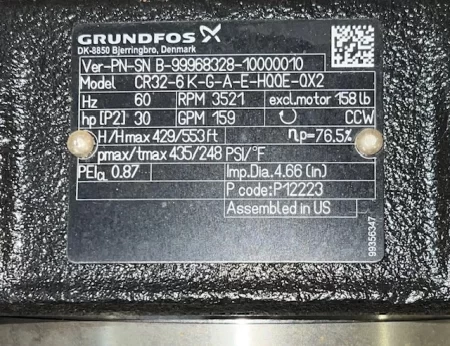 GRUNDFOS X
DK-8850 Bjerringbro, Denmark
Ver-PN-SN B-99968328-10000010
Model CR32-6 K-G-A-E-HQQE-QX2
Hz 60 RPM 3521 excl.motor 158 lb
hp [P2] 30 GPM 159 CCW
H/Hmax 429/553 ft ηp=76.5%
pmax/tmax 435/248 PSI/°F
PEICL 0.87 Imp.Dia. 4.66 (in)
P code: P12223
Assembled in US
99356347